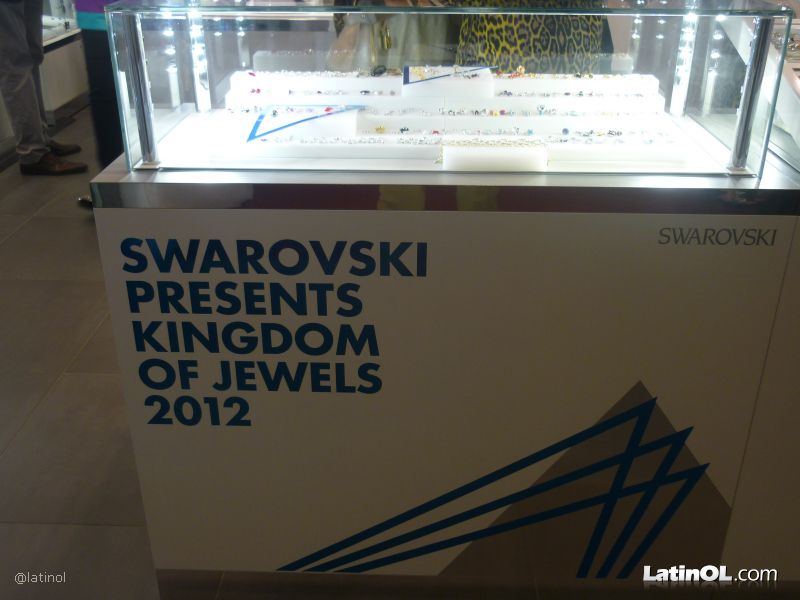 SWAROVSKI
SWAROVSKI
PRESENTS
KINGDOM
OF JEWELS
2012
@latinol
LatinOL.com